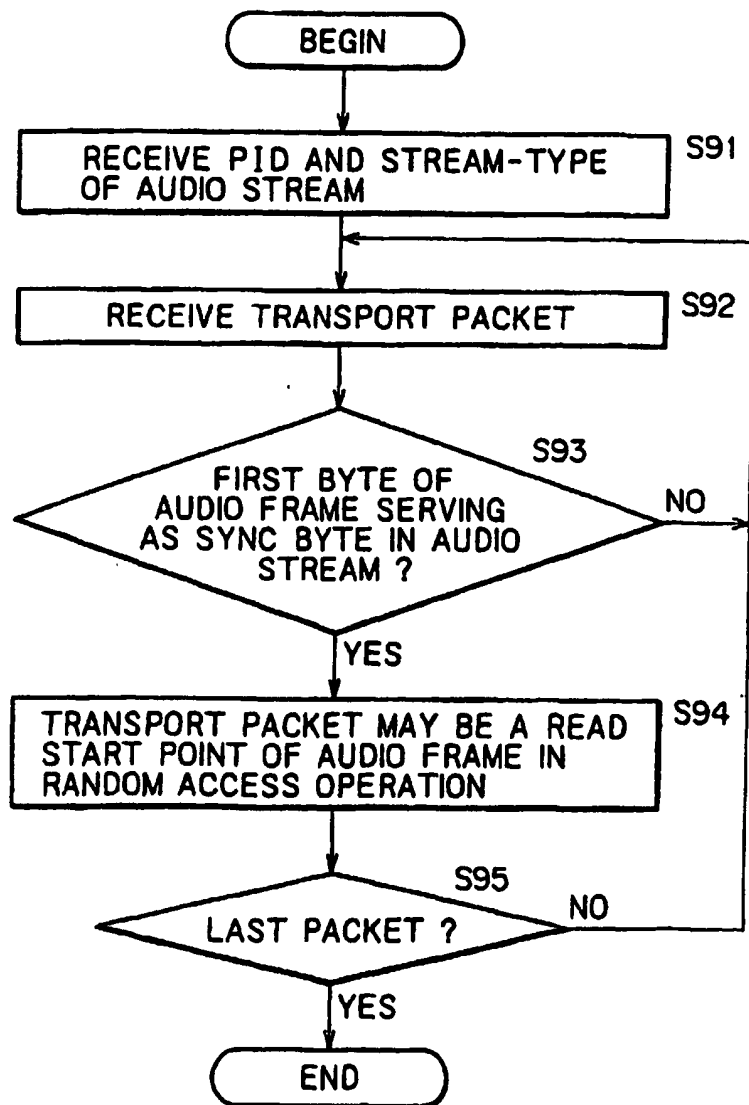 BEGIN
RECEIVE PID AND STREAM-TYPE
OF AUDIO STREAM
S91
RECEIVE TRANSPORT PACKET
S92
S93
FIRST BYTE OF
AUDIO FRAME SERVING
AS SYNC BYTE IN AUDIO
STREAM ?
NO
YES
TRANSPORT PACKET MAY BE A READ
START POINT OF AUDIO FRAME IN
RANDOM ACCESS OPERATION
S94
S95
LAST PACKET ?
NO
YES
END